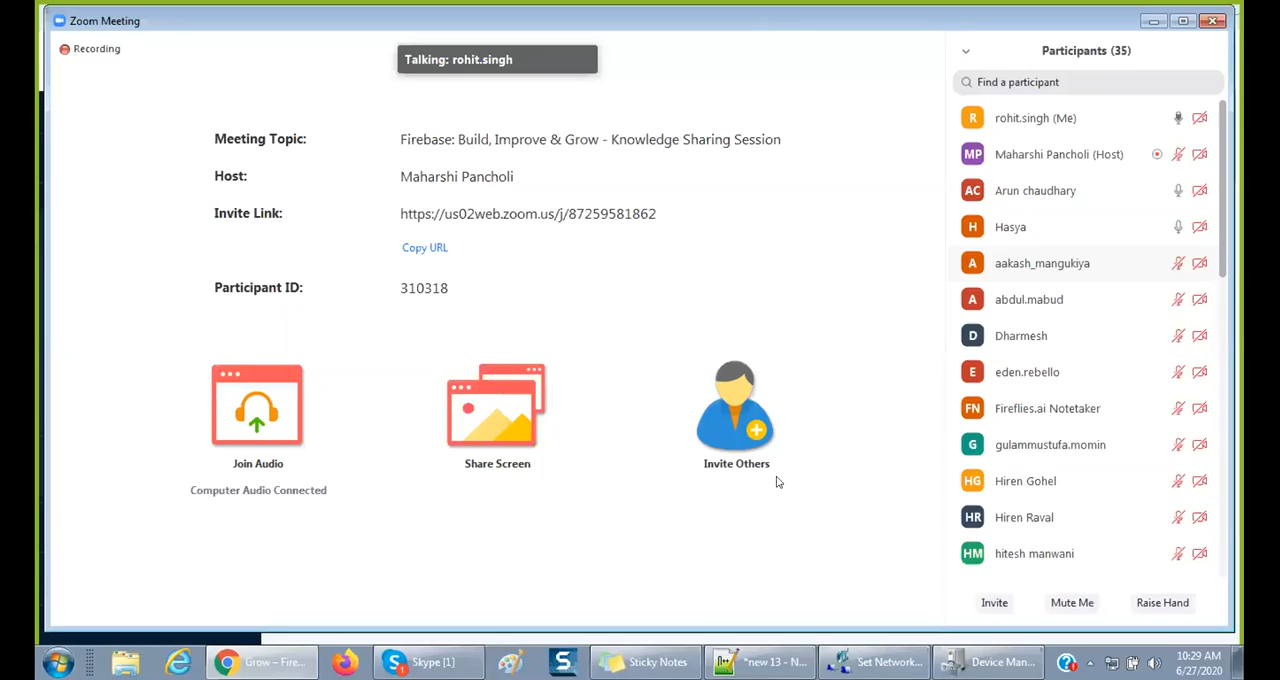 Zoom Meeting
Recording
Talking: rohit.singh
Meeting Topic: Firebase: Build, Improve & Grow - Knowledge Sharing Session
Host: Maharshi Pancholi
Invite Link: https://us02web.zoom.us/j/87259581862
Copy URL
Participant ID: 310318
Join Audio
Computer Audio Connected
Share Screen
Invite Others
Participants (35)
Find a participant
R rohit.singh (Me)
MP Maharshi Pancholi (Host)
AC Arun chaudhary
H Hasya
A aakash_mangukiya
A abdul.mabud
D Dharmesh
E eden.rebello
FN Fireflies.ai Notetaker
G gulammustufa.momin
HG Hiren Gohel
HR Hiren Raval
HM hitesh manwani
Invite Mute Me Raise Hand
Grow – Fire... Skype [1] S Sticky Notes *new 13 - N... Set Network... Device Man... 10:29 AM
6/27/2020